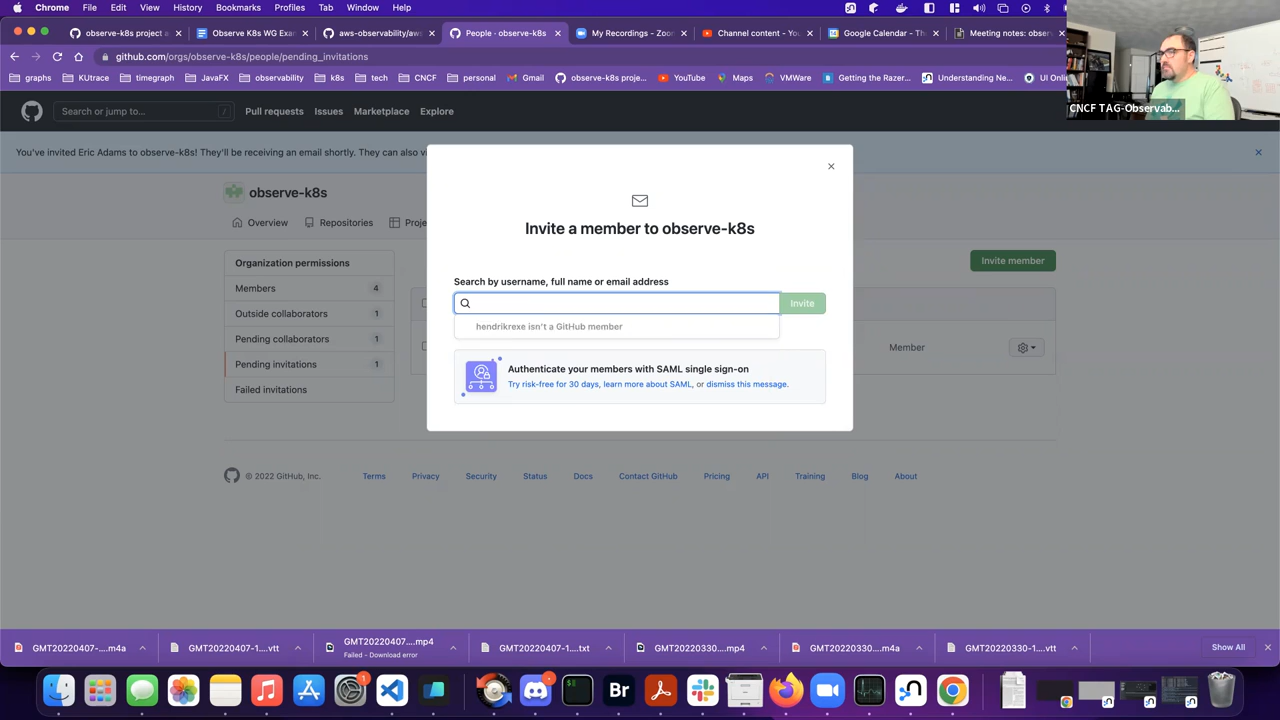 Chrome File Edit View History Bookmarks Profiles Tab Window Help
observe-k8s project a
Observe K8s WG Exan
aws-observability/aws
People · observe-k8s
My Recordings - Zoom
Channel content - You
Google Calendar - Th
Meeting notes: obser
github.com/orgs/observe-k8s/people/pending_invitations
graphs KUtrace timegraph JavaFX observability k8s tech CNCF personal Gmail observe-k8s proje... YouTube Maps VMWare Getting the Razer... Understanding Ne... UI Onli
CNCF TAG-Observab...
Search or jump to... /
Pull requests Issues Marketplace Explore
You've invited Eric Adams to observe-k8s! They'll be receiving an email shortly. They can also v
observe-k8s
Overview Repositories Proje
Invite a member to observe-k8s
Organization permissions
Invite member
Members 4
Outside collaborators 1
Pending collaborators 1
Pending invitations 1
Failed invitations
Search by username, full name or email address
Invite
hendrikrexe isn't a GitHub member
Member
Authenticate your members with SAML single sign-on
Try risk-free for 30 days, learn more about SAML, or dismiss this message.
© 2022 GitHub, Inc. Terms Privacy Security Status Docs Contact GitHub Pricing API Training Blog About
GMT20220407-....m4a
GMT20220407-1....vtt
GMT20220407....mp4
Failed - Download error
GMT20220407-1....txt
GMT20220330....mp4
GMT20220330....m4a
GMT20220330-1....vtt
Show All
1
Br